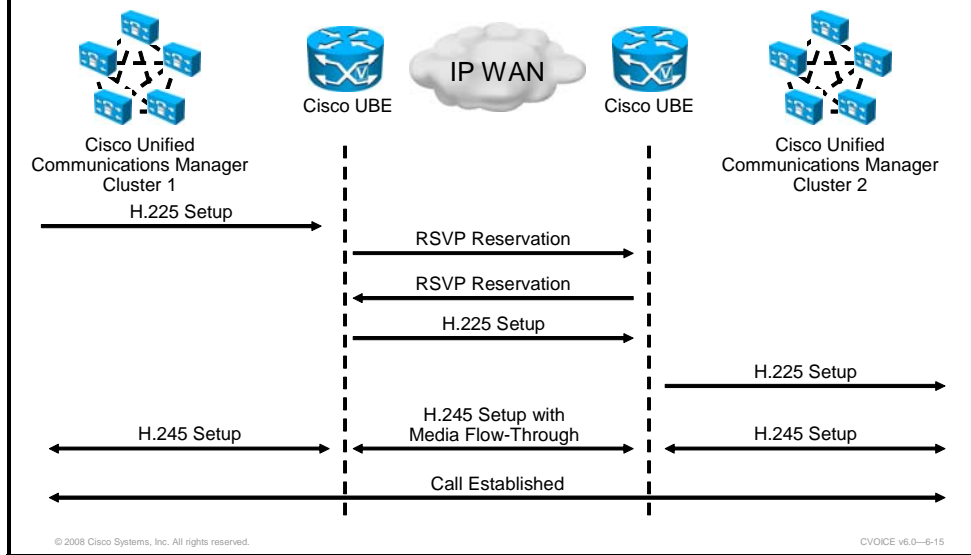 IP WAN
Cisco UBE
Cisco UBE
Cisco Unified
Communications Manager
Cluster 1
Cisco Unified
Communications Manager
Cluster 2
H.225 Setup
RSVP Reservation
RSVP Reservation
H.225 Setup
H.225 Setup
H.245 Setup
H.245 Setup with
Media Flow-Through
H.245 Setup
Call Established
© 2008 Cisco Systems, Inc. All rights reserved.
CVOICE v6.0—6-15